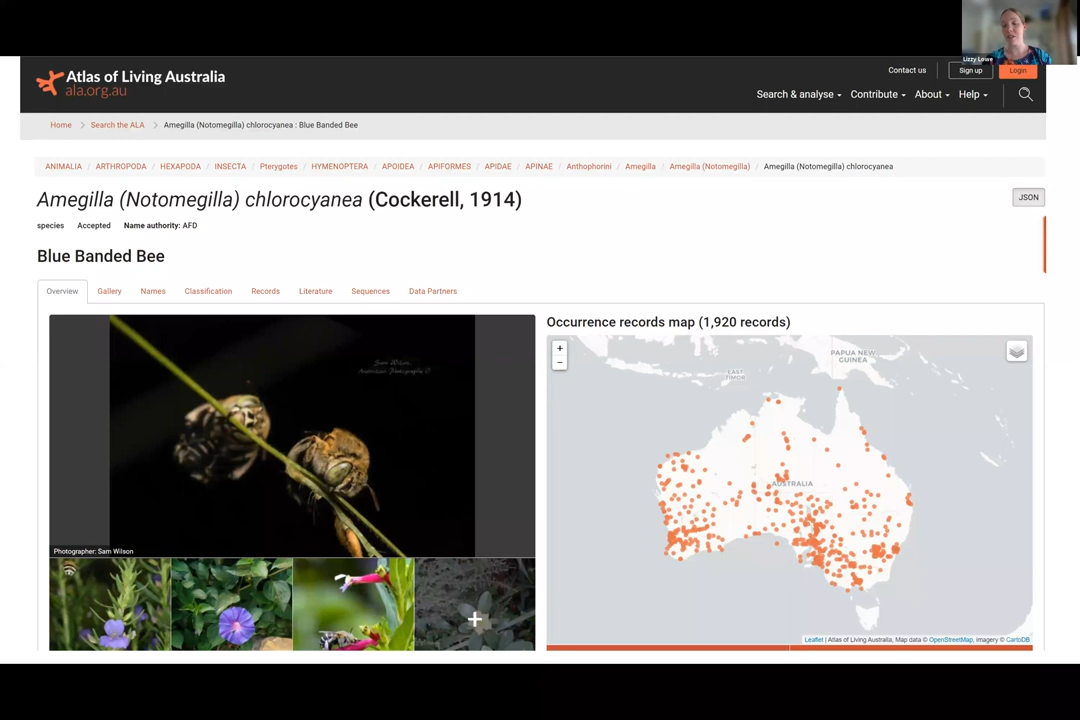 Lizzy Lowe
Atlas of Living Australia
ala.org.au
Contact us
Sign up
Login
Search & analyse
Contribute
About
Help
Home > Search the ALA > Amegilla (Notomegilla) chlorocyanea : Blue Banded Bee
ANIMALIA / ARTHROPODA / HEXAPODA / INSECTA / Pterygotes / HYMENOPTERA / APOIDEA / APIFORMES / APIDAE / APINAE / Anthophorini / Amegilla / Amegilla (Notomegilla) / Amegilla (Notomegilla) chlorocyanea
Amegilla (Notomegilla) chlorocyanea (Cockerell, 1914)
JSON
species Accepted Name authority: AFD
Blue Banded Bee
Overview Gallery Names Classification Records Literature Sequences Data Partners
Sam Wilson
Photographer: Sam Wilson
+
Occurrence records map (1,920 records)
+
−
PAPUA NEW
GUINEA
EAST
TIMOR
AUSTRALIA
Leaflet | Atlas of Living Australia, Map data © OpenStreetMap, imagery © CartoDB